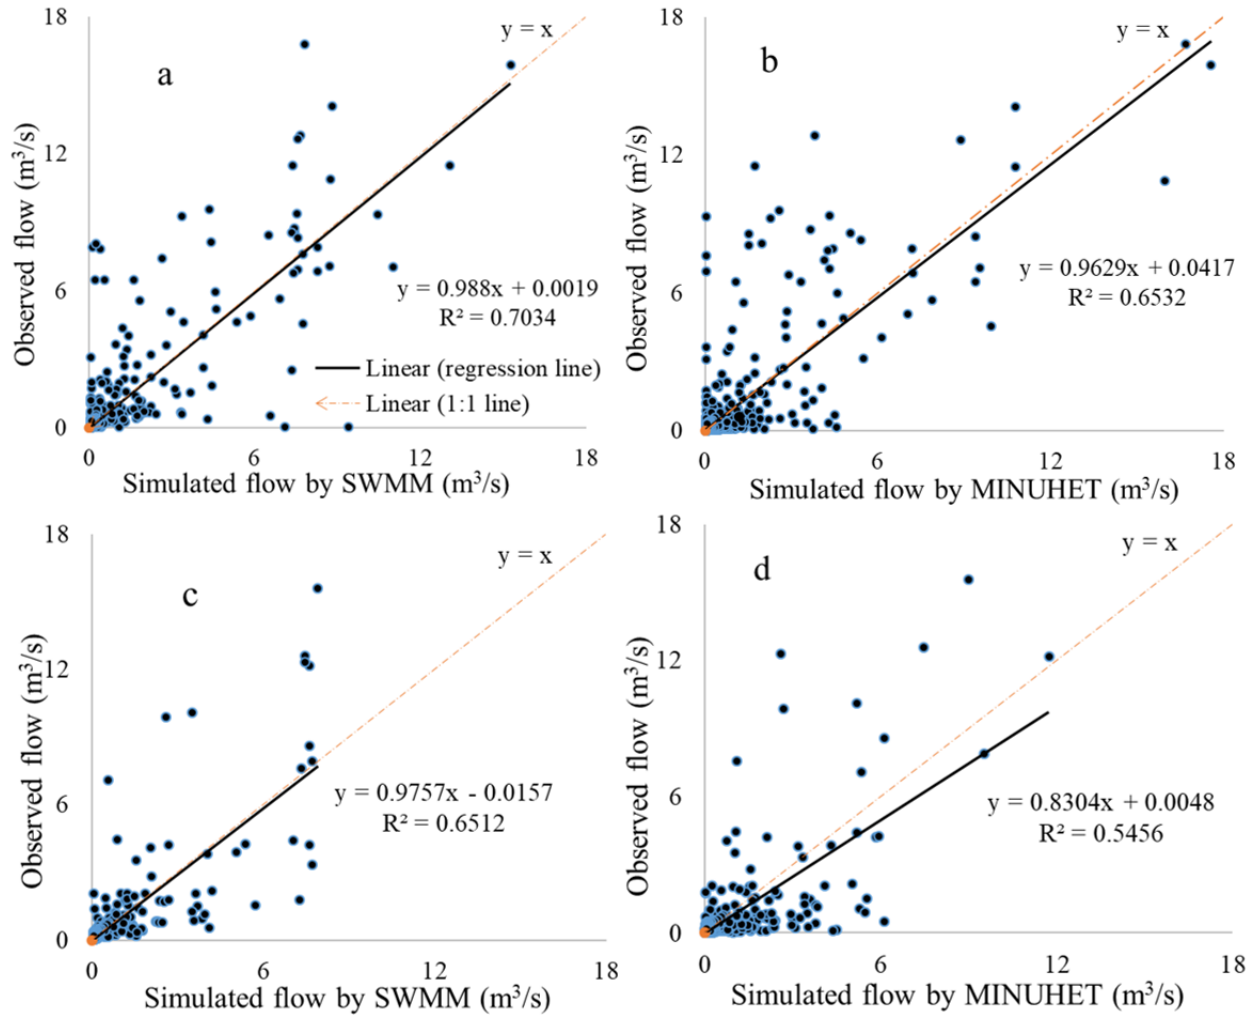 18
y = x
a
12
Observed flow (m³/s)
6
y = 0.988x + 0.0019
R² = 0.7034
Linear (regression line)
Linear (1:1 line)
0
0 6 12 18
Simulated flow by SWMM (m³/s)
18
y = x
b
12
Observed flow (m³/s)
6
y = 0.9629x + 0.0417
R² = 0.6532
0
0 6 12 18
Simulated flow by MINUHET (m³/s)
18
y = x
c
12
Observed flow (m³/s)
6
y = 0.9757x - 0.0157
R² = 0.6512
0
0 6 12 18
Simulated flow by SWMM (m³/s)
18
y = x
d
12
Observed flow (m³/s)
6
y = 0.8304x + 0.0048
R² = 0.5456
0
0 6 12 18
Simulated flow by MINUHET (m³/s)